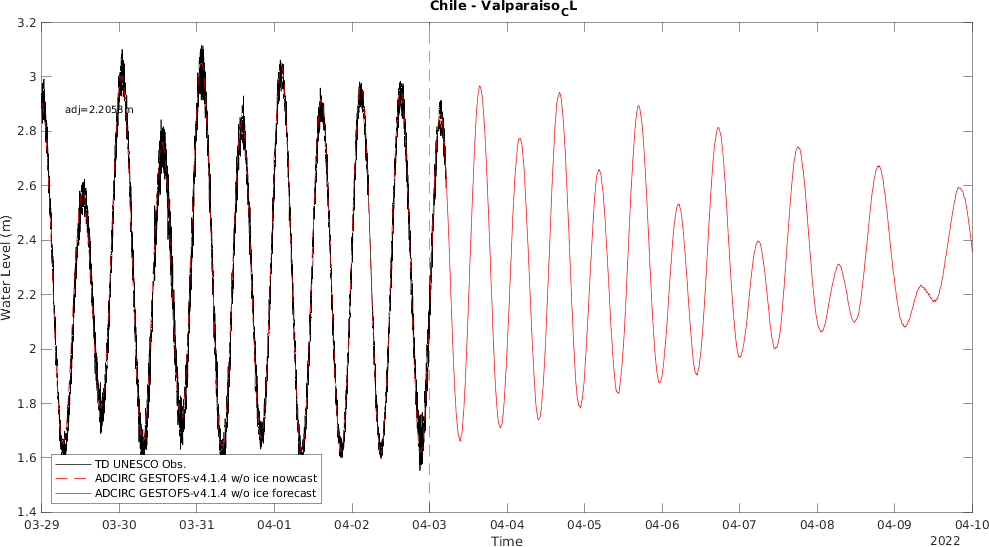 Chile - Valparaiso_CL
3.2
3
2.8
2.6
2.4
2.2
2
1.8
1.6
1.4
Water Level (m)
adj=2.2058m
TD UNESCO Obs.
ADCIRC GESTOFS-v4.1.4 w/o ice nowcast
ADCIRC GESTOFS-v4.1.4 w/o ice forecast
03-29 03-30 03-31 04-01 04-02 04-03 04-04 04-05 04-06 04-07 04-08 04-09 04-10
Time
2022